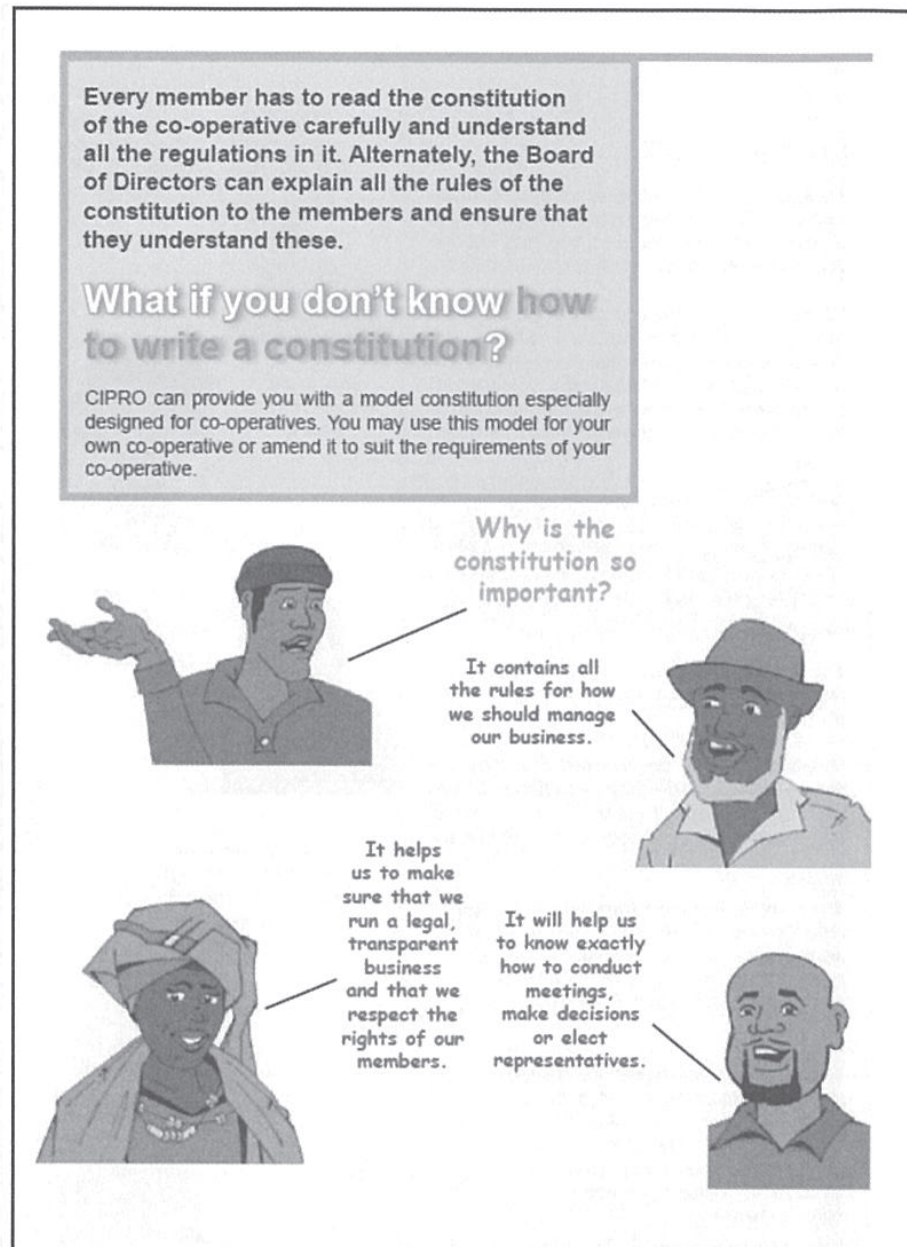 Every member has to read the constitution
of the co-operative carefully and understand
all the regulations in it. Alternately, the Board
of Directors can explain all the rules of the
constitution to the members and ensure that
they understand these.
What if you don't know how
to write a constitution?
CIPRO can provide you with a model constitution especially
designed for co-operatives. You may use this model for your
own co-operative or amend it to suit the requirements of your
co-operative.
Why is the
constitution so
important?
It contains all
the rules for how
we should manage
our business.
It helps
us to make
sure that we
run a legal,
transparent
business
and that we
respect the
rights of our
members.
It will help us
to know exactly
how to conduct
meetings,
make decisions
or elect
representatives.